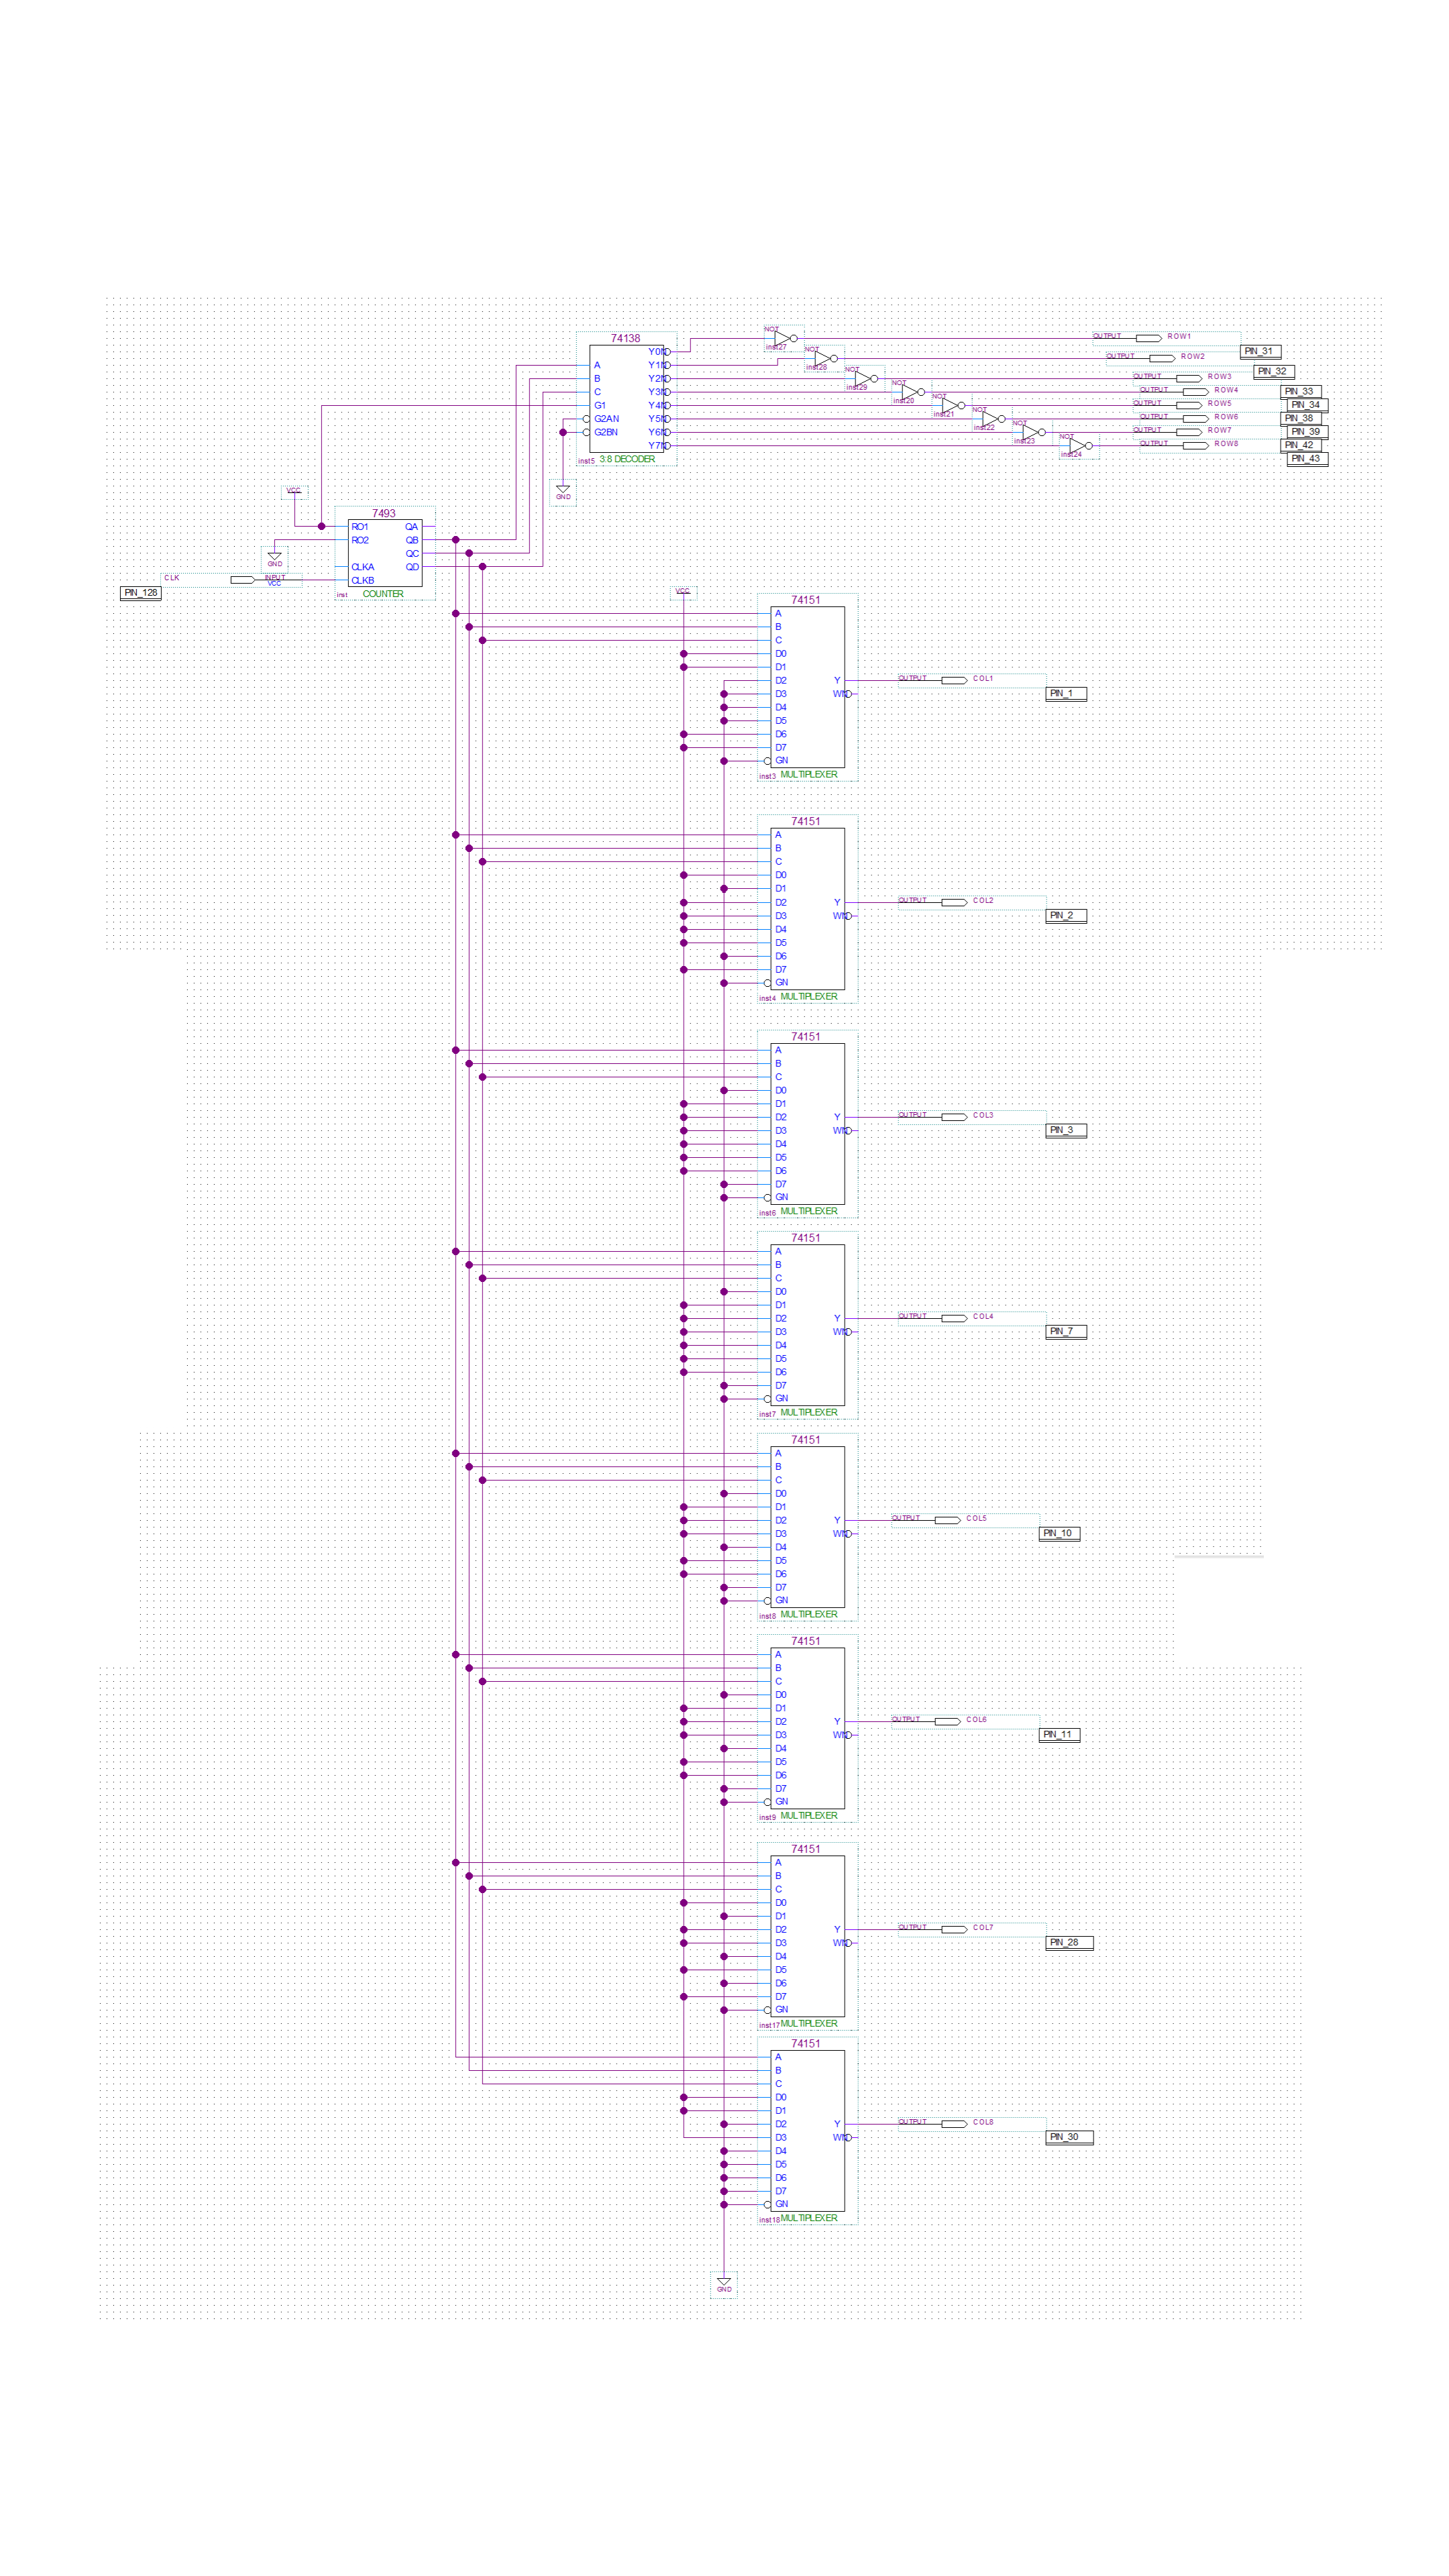 74138
A
B
C
G1
G2AN
G2BN
Y0N
Y1N
Y2N
Y3N
Y4N
Y5N
Y6N
Y7N
inst5 3:8 DECODER
NOT
inst27
NOT
inst28
NOT
inst29
NOT
inst20
NOT
inst21
NOT
inst22
NOT
inst23
NOT
inst24
OUTPUT ROW1
PIN_31
OUTPUT ROW2
PIN_32
OUTPUT ROW3
PIN_33
OUTPUT ROW4
PIN_34
OUTPUT ROW5
PIN_38
OUTPUT ROW6
PIN_39
OUTPUT ROW7
PIN_42
OUTPUT ROW8
PIN_43
GND
VCC
7493
RO1 QA
RO2 QB
QC
CLKA QD
CLKB
inst COUNTER
GND
CLK INPUT
VCC
PIN_128
VCC
74151
A
B
C
D0
D1
D2 Y OUTPUT COL1
D3 WN PIN_1
D4
D5
D6
D7
GN
inst3 MULTIPLEXER
74151
A
B
C
D0
D1
D2 Y OUTPUT COL2
D3 WN PIN_2
D4
D5
D6
D7
GN
inst4 MULTIPLEXER
74151
A
B
C
D0
D1
D2 Y OUTPUT COL3
D3 WN PIN_3
D4
D5
D6
D7
GN
inst6 MULTIPLEXER
74151
A
B
C
D0
D1
D2 Y OUTPUT COL4
D3 WN PIN_7
D4
D5
D6
D7
GN
inst7 MULTIPLEXER
74151
A
B
C
D0
D1
D2 Y OUTPUT COL5
D3 WN PIN_10
D4
D5
D6
D7
GN
inst8 MULTIPLEXER
74151
A
B
C
D0
D1
D2 Y OUTPUT COL6
D3 WN PIN_11
D4
D5
D6
D7
GN
inst9 MULTIPLEXER
74151
A
B
C
D0
D1
D2 Y OUTPUT COL7
D3 WN PIN_28
D4
D5
D6
D7
GN
inst17 MULTIPLEXER
74151
A
B
C
D0
D1
D2 Y OUTPUT COL8
D3 WN PIN_30
D4
D5
D6
D7
GN
inst18 MULTIPLEXER
GND